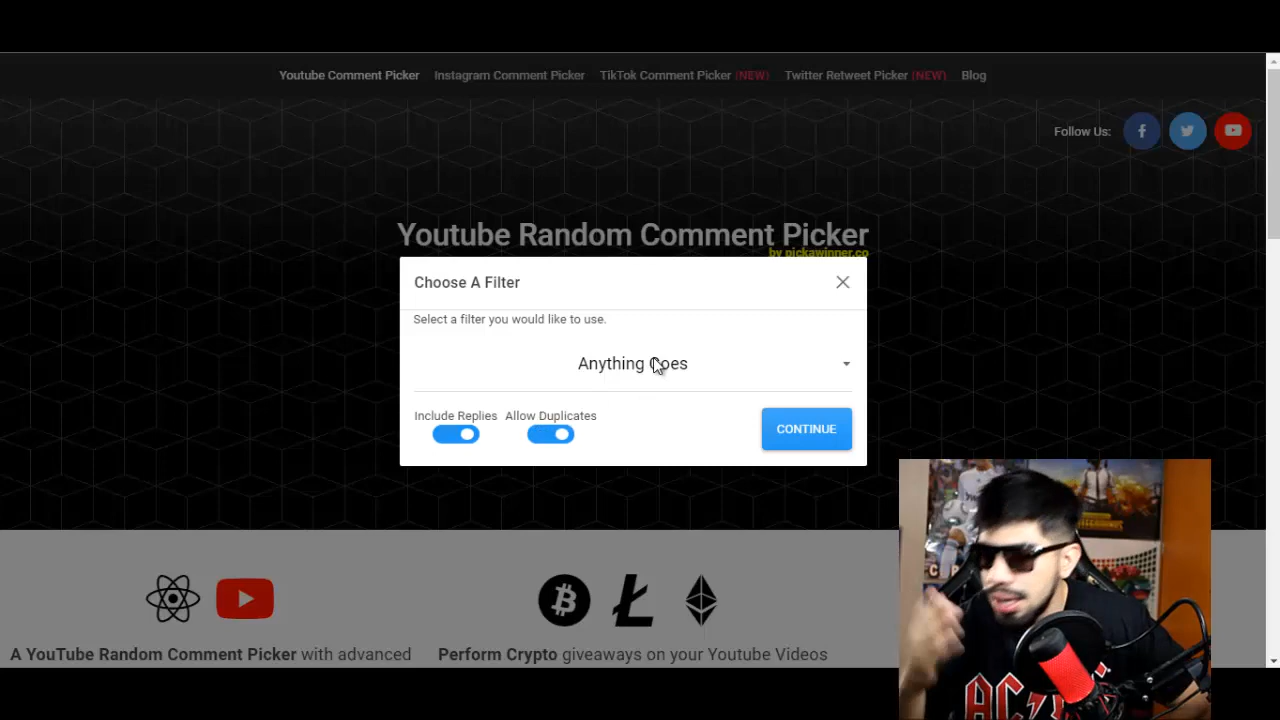 Youtube Comment Picker Instagram Comment Picker TikTok Comment Picker (NEW) Twitter Retweet Picker (NEW) Blog
Follow Us:
Youtube Random Comment Picker
by pickawinner.co
Choose A Filter
Select a filter you would like to use.
Anything Goes
Include Replies Allow Duplicates
CONTINUE
A YouTube Random Comment Picker with advanced
Perform Crypto giveaways on your Youtube Videos